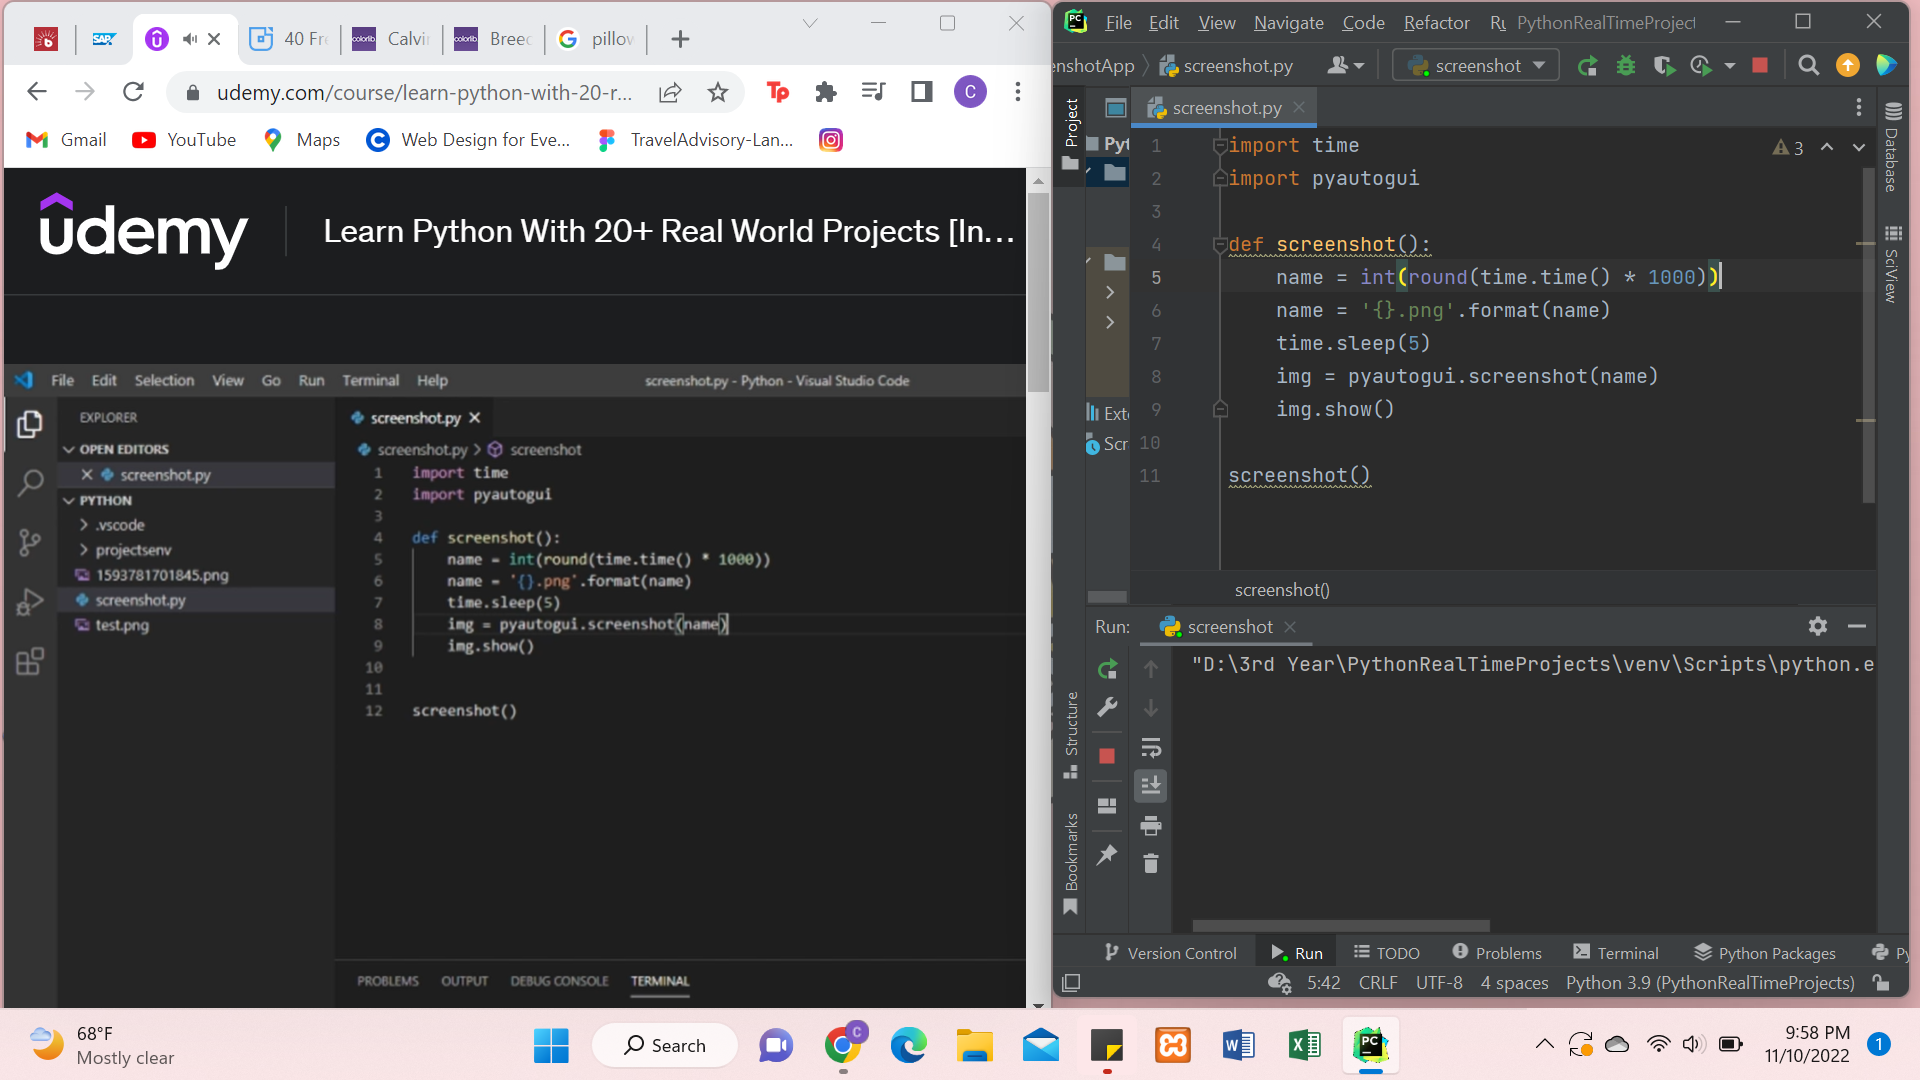 40 Fre
Calvi
Breed
pillow
udemy.com/course/learn-python-with-20-r...
C
Gmail
YouTube
Maps
Web Design for Eve...
TravelAdvisory-Lan...
udemy
Learn Python With 20+ Real World Projects [In...
File Edit Selection View Go Run Terminal Help
screenshot.py - Python - Visual Studio Code
EXPLORER
OPEN EDITORS
screenshot.py
PYTHON
.vscode
projectsenv
1593781701845.png
screenshot.py
test.png
screenshot.py
screenshot.py > screenshot
1 import time
2 import pyautogui
3
4 def screenshot():
5 name = int(round(time.time() * 1000))
6 name = '{}.png'.format(name)
7 time.sleep(5)
8 img = pyautogui.screenshot(name)
9 img.show()
10
11
12 screenshot()
PROBLEMS OUTPUT DEBUG CONSOLE TERMINAL
PC File Edit View Navigate Code Refactor Ru PythonRealTimeProject
enshotApp screenshot.py
screenshot
Project
screenshot.py
Pyt
Exte
Scr
1 import time
2 import pyautogui
3
4 def screenshot():
5 name = int(round(time.time() * 1000))
6 name = '{}.png'.format(name)
7 time.sleep(5)
8 img = pyautogui.screenshot(name)
9 img.show()
10
11 screenshot()
3
Database
SciView
screenshot()
Run: screenshot
"D:\3rd Year\PythonRealTimeProjects\venv\Scripts\python.e
Structure
Bookmarks
Version Control Run TODO Problems Terminal Python Packages Py
5:42 CRLF UTF-8 4 spaces Python 3.9 (PythonRealTimeProjects)
68°F
Mostly clear
Search
9:58 PM
11/10/2022
1